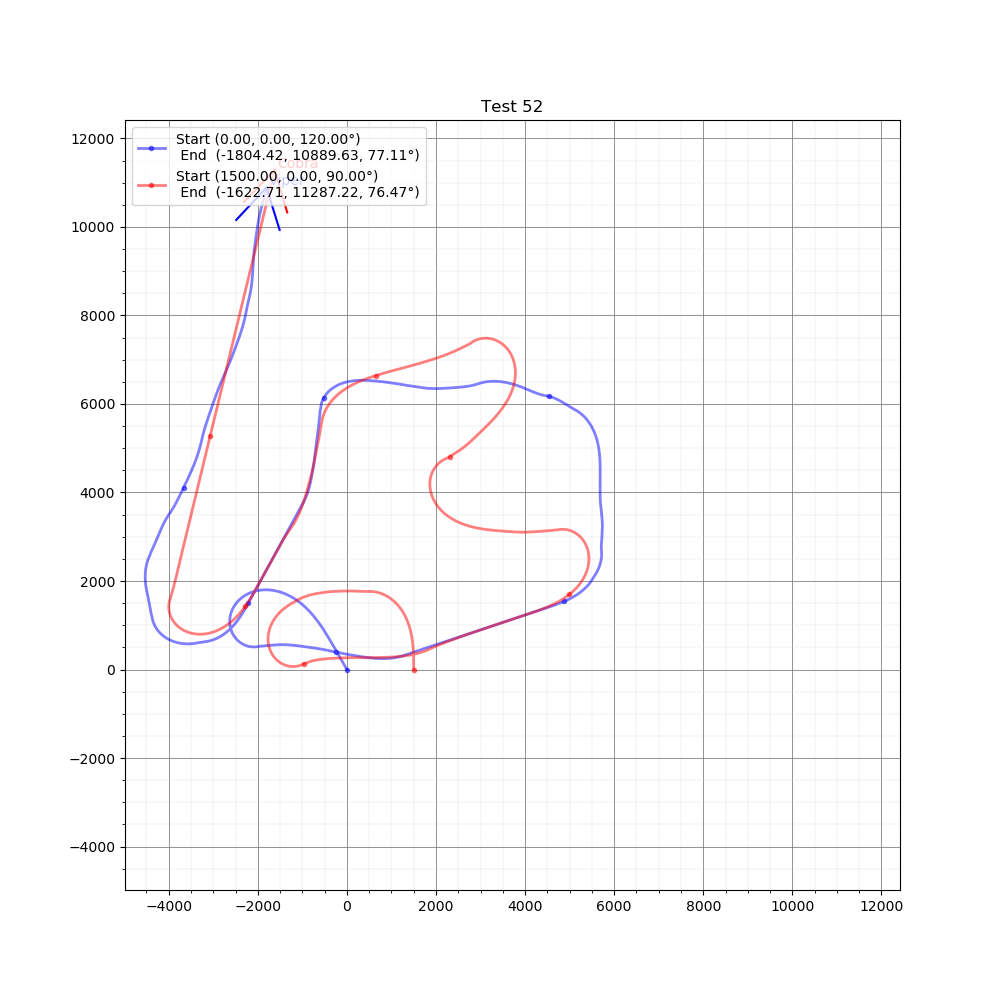 Test 52
12000
10000
8000
6000
4000
2000
0
−2000
−4000
Start (0.00, 0.00, 120.00°)
End (-1804.42, 10889.63, 77.11°)
Start (1500.00, 0.00, 90.00°)
End (-1622.71, 11287.22, 76.47°)
Cobra
−4000 −2000 0 2000 4000 6000 8000 10000 12000